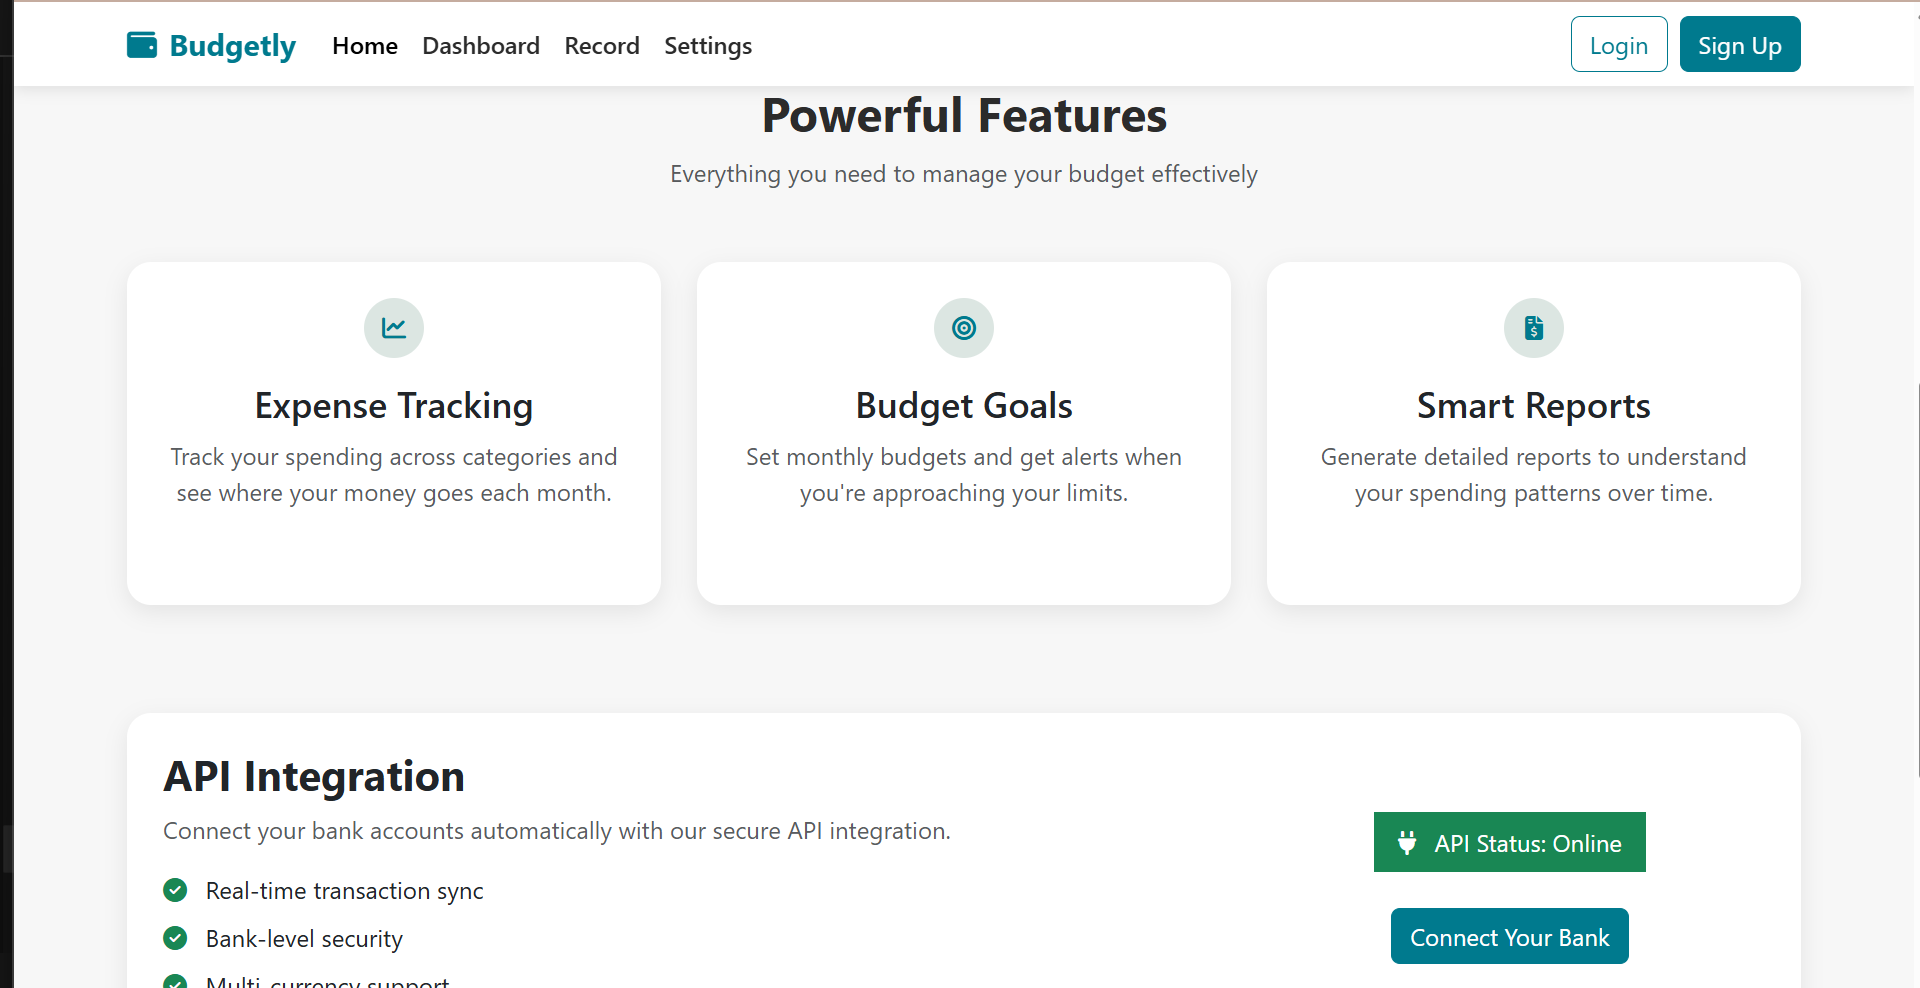 Budgetly Home Dashboard Record Settings Login Sign Up
Powerful Features
Everything you need to manage your budget effectively
Expense Tracking
Track your spending across categories and
see where your money goes each month.
Budget Goals
Set monthly budgets and get alerts when
you're approaching your limits.
Smart Reports
Generate detailed reports to understand
your spending patterns over time.
API Integration
Connect your bank accounts automatically with our secure API integration.
Real-time transaction sync
Bank-level security
Multi-currency support
API Status: Online
Connect Your Bank